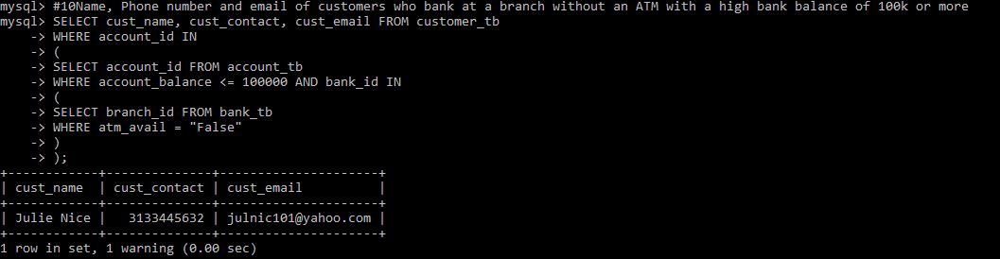 mysql> #10Name, Phone number and email of customers who bank at a branch without an ATM with a high bank balance of 100k or more
mysql> SELECT cust_name, cust_contact, cust_email FROM customer_tb
    -> WHERE account_id IN
    -> (
    -> SELECT account_id FROM account_tb
    -> WHERE account_balance <= 100000 AND bank_id IN
    -> (
    -> SELECT branch_id FROM bank_tb
    -> WHERE atm_avail = "False"
    -> )
    -> );
+------------+--------------+--------------------+
| cust_name  | cust_contact | cust_email         |
+------------+--------------+--------------------+
| Julie Nice |   3133445632 | julnic101@yahoo.com |
+------------+--------------+--------------------+
1 row in set, 1 warning (0.00 sec)